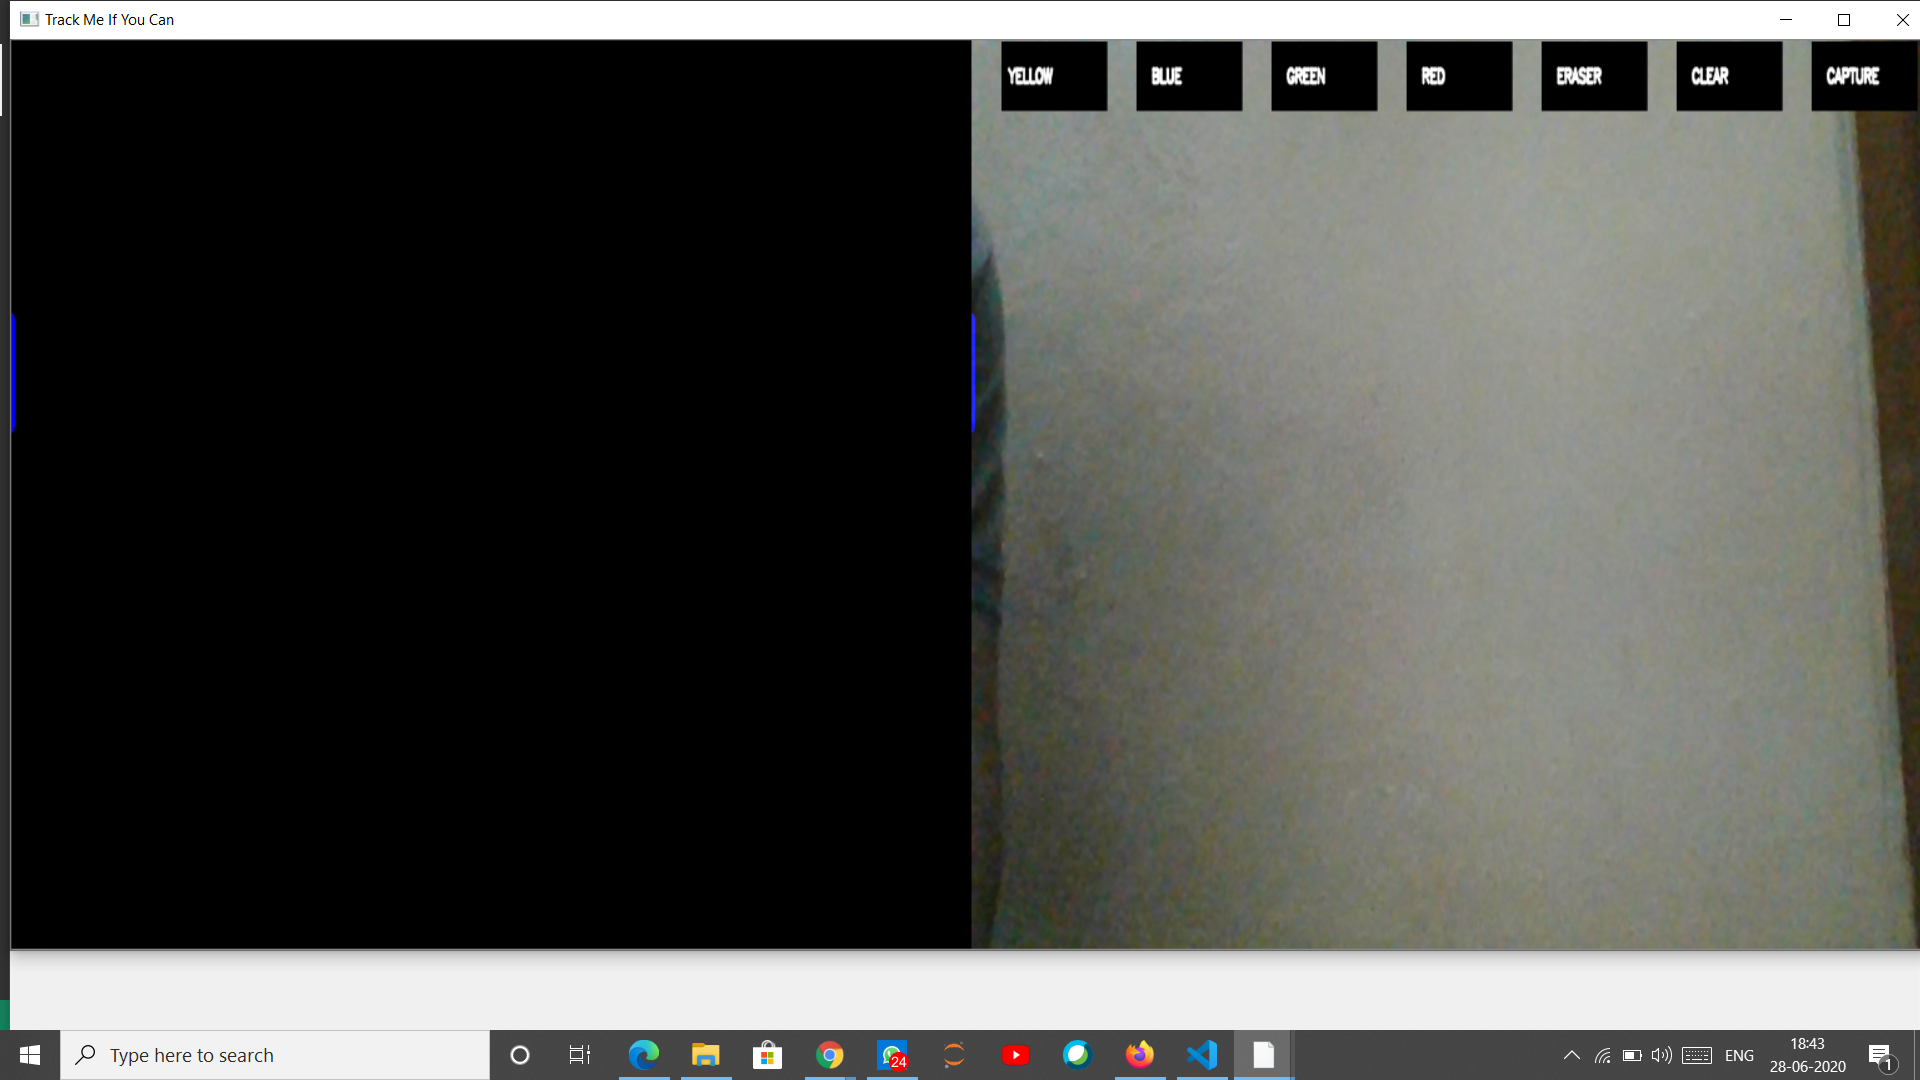 Track Me If You Can
YELLOW
BLUE
GREEN
RED
ERASER
CLEAR
CAPTURE
Type here to search
24
ENG
18:43
28-06-2020
1